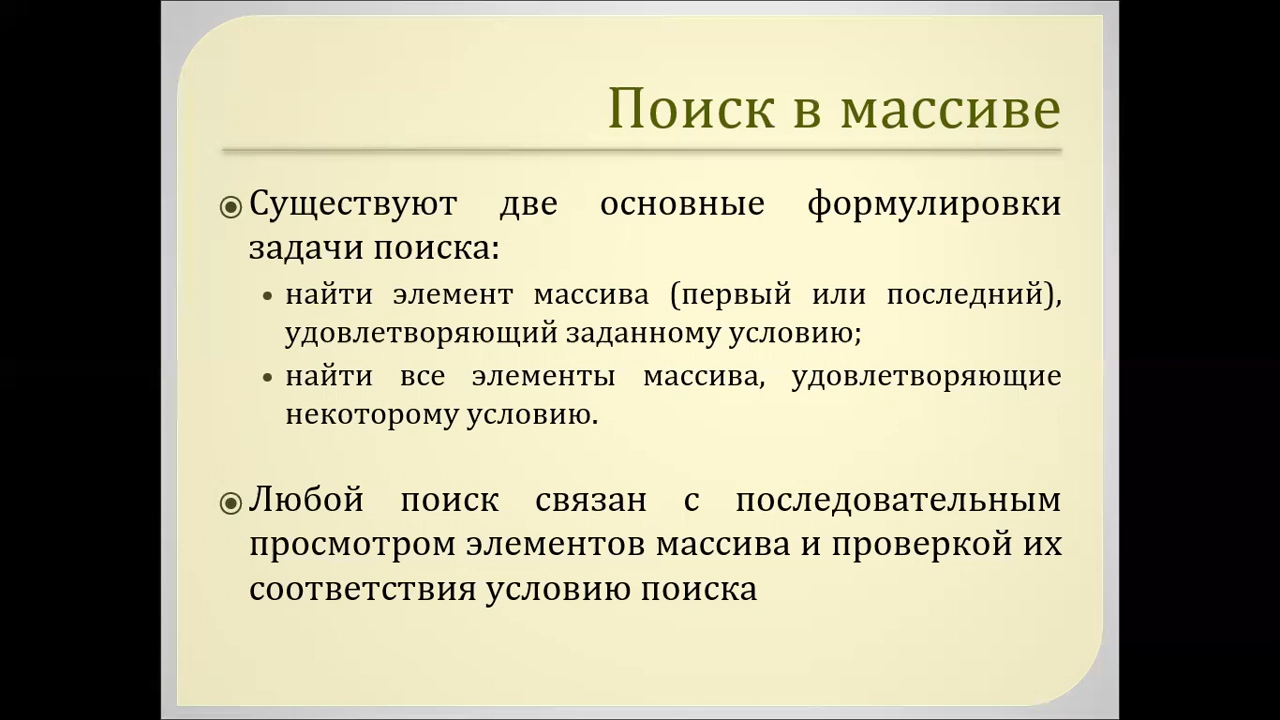 Поиск в массиве
Существуют две основные формулировки
задачи поиска:
найти элемент массива (первый или последний),
удовлетворяющий заданному условию;
найти все элементы массива, удовлетворяющие
некоторому условию.
Любой поиск связан с последовательным
просмотром элементов массива и проверкой их
соответствия условию поиска